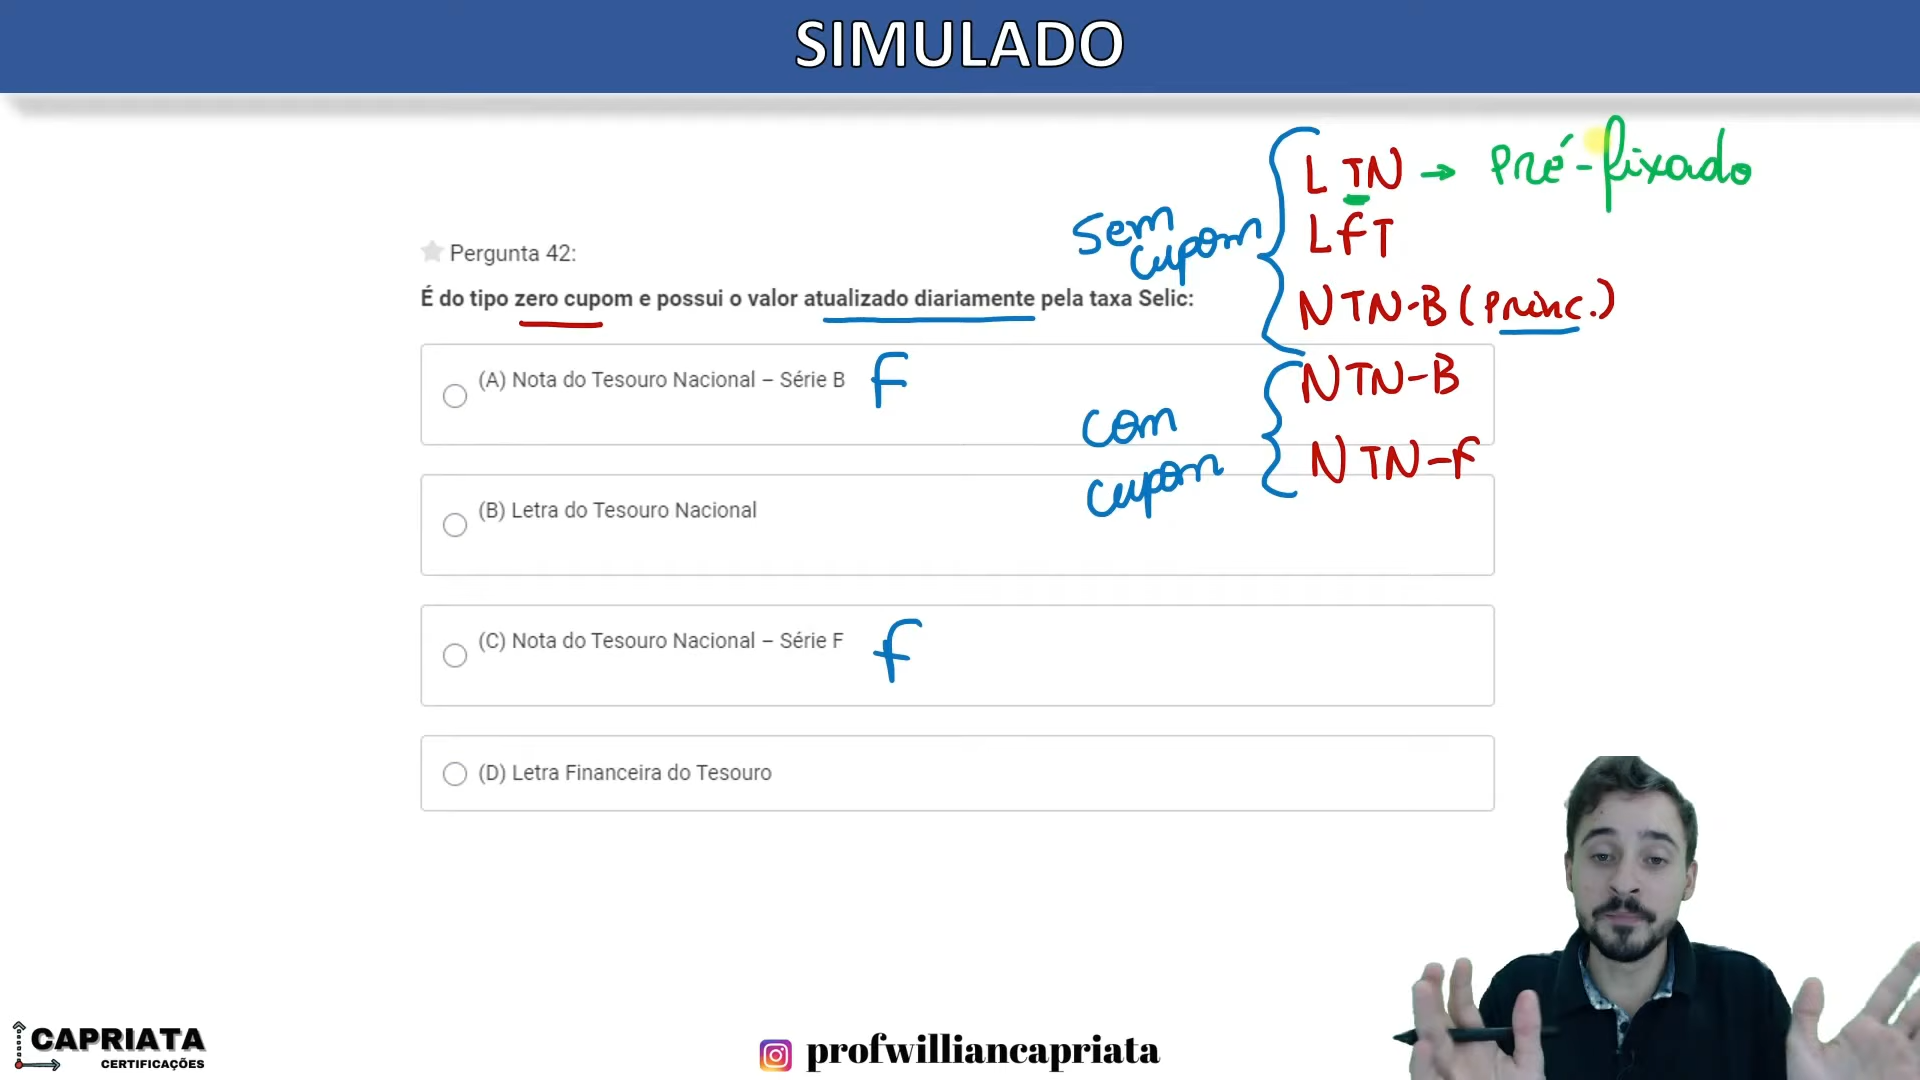 SIMULADO
LTN → Pré-fixado
LFT
NTN-B (Princ.)
Sem
cupom
Pergunta 42:
É do tipo zero cupom e possui o valor atualizado diariamente pela taxa Selic:
(A) Nota do Tesouro Nacional – Série B
F
NTN-B
com
cupom
NTN-F
(B) Letra do Tesouro Nacional
(C) Nota do Tesouro Nacional – Série F
F
(D) Letra Financeira do Tesouro
CAPRIATA
CERTIFICAÇÕES
profwilliancapriata